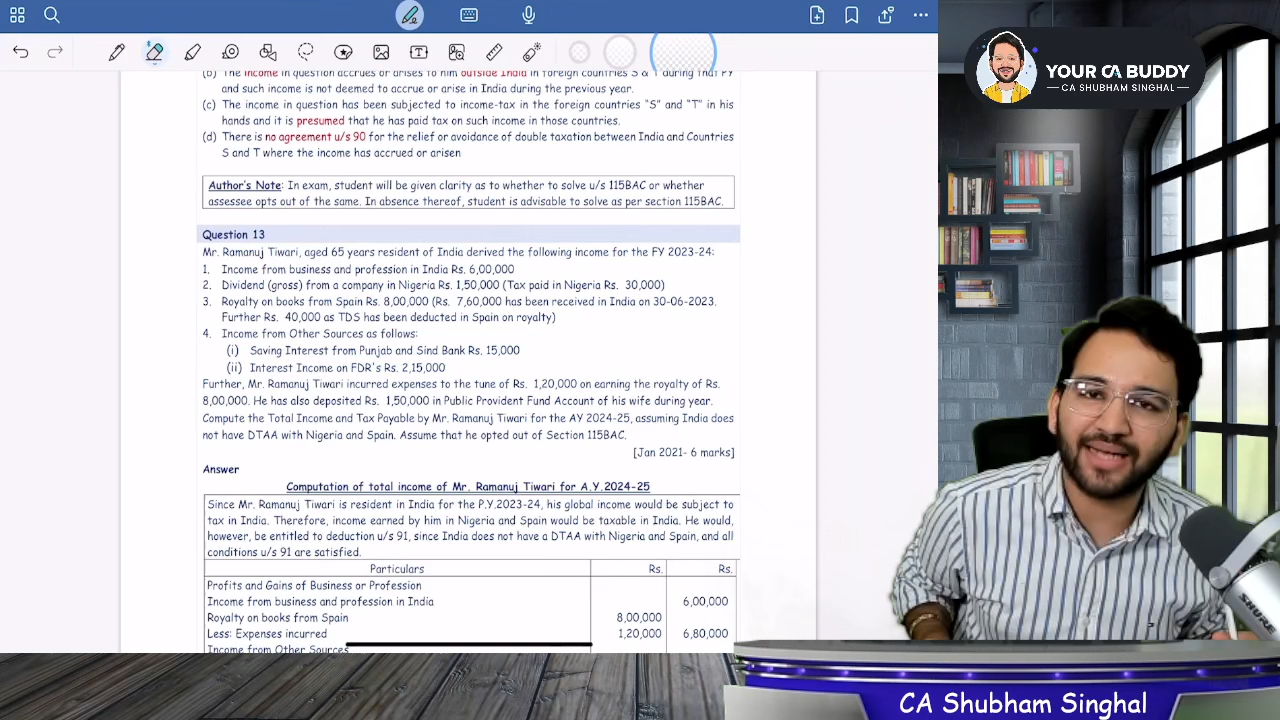 (b) The income in question accrues or arises to him outside India in foreign countries S & T during that PY
and such income is not deemed to accrue or arise in India during the previous year.
(c) The income in question has been subjected to income-tax in the foreign countries "S" and "T" in his
hands and it is presumed that he has paid tax on such income in those countries.
(d) There is no agreement u/s 90 for the relief or avoidance of double taxation between India and Countries
S and T where the income has accrued or arisen
Author's Note: In exam, student will be given clarity as to whether to solve u/s 115BAC or whether
assessee opts out of the same. In absence thereof, student is advisable to solve as per section 115BAC.
Question 13
Mr. Ramanuj Tiwari, aged 65 years resident of India derived the following income for the FY 2023-24:
1. Income from business and profession in India Rs. 6,00,000
2. Dividend (gross) from a company in Nigeria Rs. 1,50,000 (Tax paid in Nigeria Rs. 30,000)
3. Royalty on books from Spain Rs. 8,00,000 (Rs. 7,60,000 has been received in India on 30-06-2023.
Further Rs. 40,000 as TDS has been deducted in Spain on royalty)
4. Income from Other Sources as follows:
(i) Saving Interest from Punjab and Sind Bank Rs. 15,000
(ii) Interest Income on FDR's Rs. 2,15,000
Further, Mr. Ramanuj Tiwari incurred expenses to the tune of Rs. 1,20,000 on earning the royalty of Rs.
8,00,000. He has also deposited Rs. 1,50,000 in Public Provident Fund Account of his wife during year.
Compute the Total Income and Tax Payable by Mr. Ramanuj Tiwari for the AY 2024-25, assuming India does
not have DTAA with Nigeria and Spain. Assume that he opted out of Section 115BAC.
[Jan 2021- 6 marks]
Answer
Computation of total income of Mr. Ramanuj Tiwari for A.Y.2024-25
Since Mr. Ramanuj Tiwari is resident in India for the P.Y.2023-24, his global income would be subject to
tax in India. Therefore, income earned by him in Nigeria and Spain would be taxable in India. He would,
however, be entitled to deduction u/s 91, since India does not have a DTAA with Nigeria and Spain, and all
conditions u/s 91 are satisfied.
Particulars Rs. Rs.
Profits and Gains of Business or Profession
Income from business and profession in India 6,00,000
Royalty on books from Spain 8,00,000
Less: Expenses incurred 1,20,000 6,80,000
Income from Other Sources
YOUR CA BUDDY
CA SHUBHAM SINGHAL
SHURE
CA Shubham Singhal